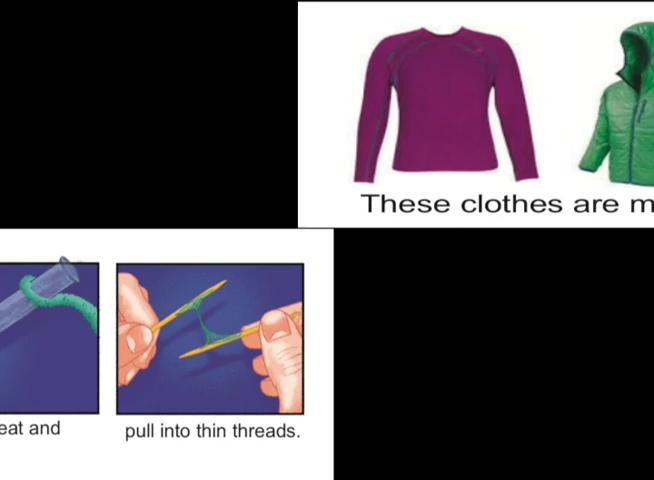 These clothes are
eat and
pull into thin threads.